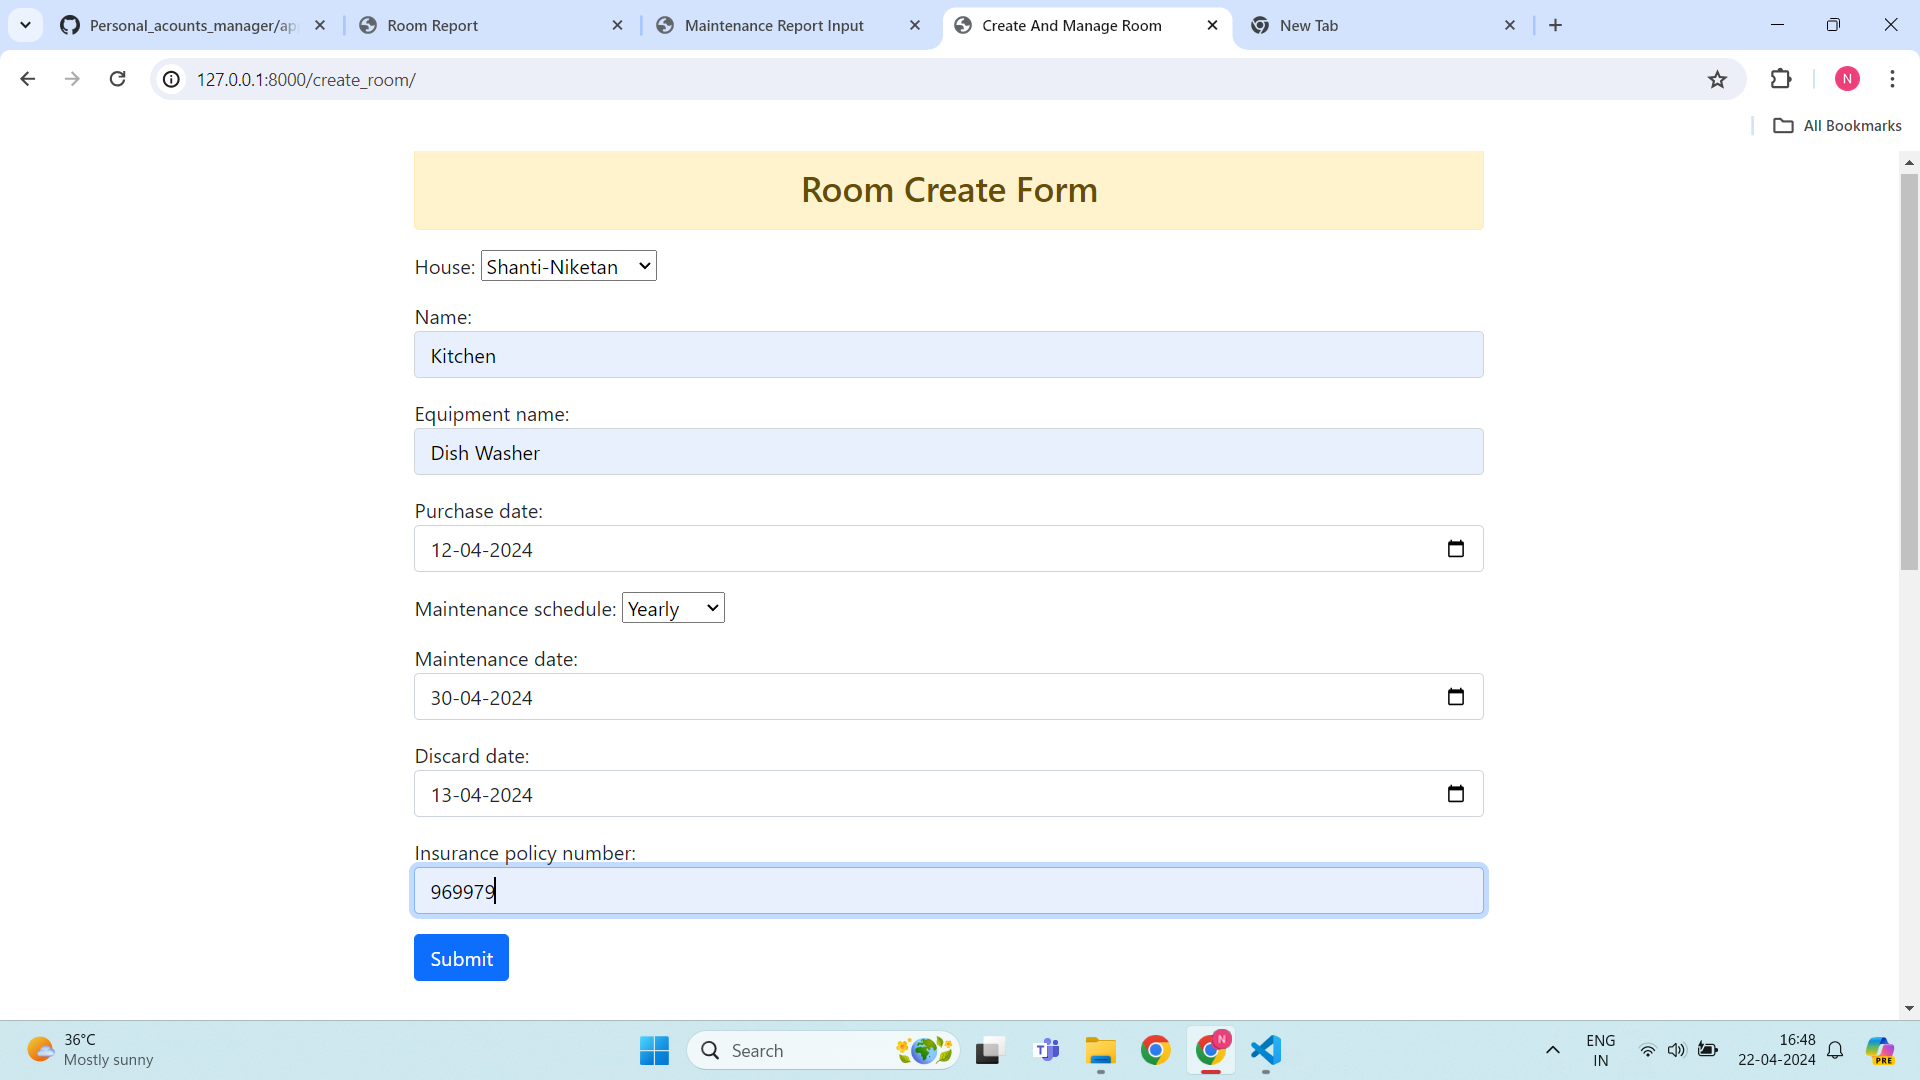 Personal_acounts_manager/ap
Room Report
Maintenance Report Input
Create And Manage Room
New Tab
127.0.0.1:8000/create_room/
N
All Bookmarks
Room Create Form
House: Shanti-Niketan
Name:
Kitchen
Equipment name:
Dish Washer
Purchase date:
12-04-2024
Maintenance schedule: Yearly
Maintenance date:
30-04-2024
Discard date:
13-04-2024
Insurance policy number:
969979
Submit
36°C
Mostly sunny
Search
N
ENG
IN
16:48
22-04-2024
PRE